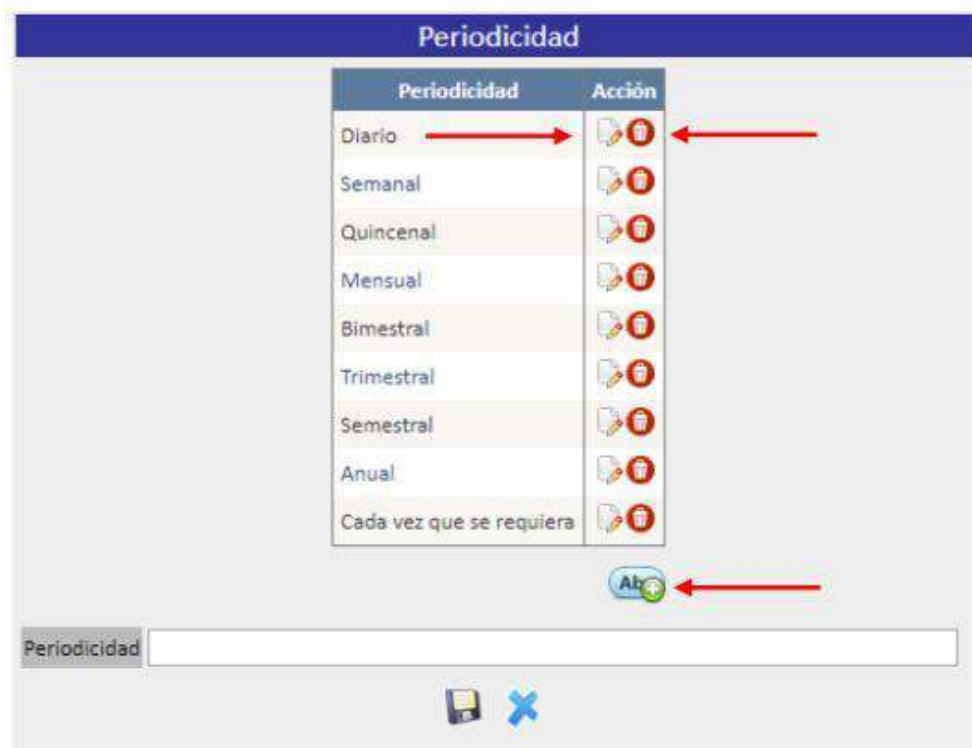 Periodicidad
Periodicidad Acción
Diario
Semanal
Quincenal
Mensual
Bimestral
Trimestral
Semestral
Anual
Cada vez que se requiera
Ab
Periodicidad